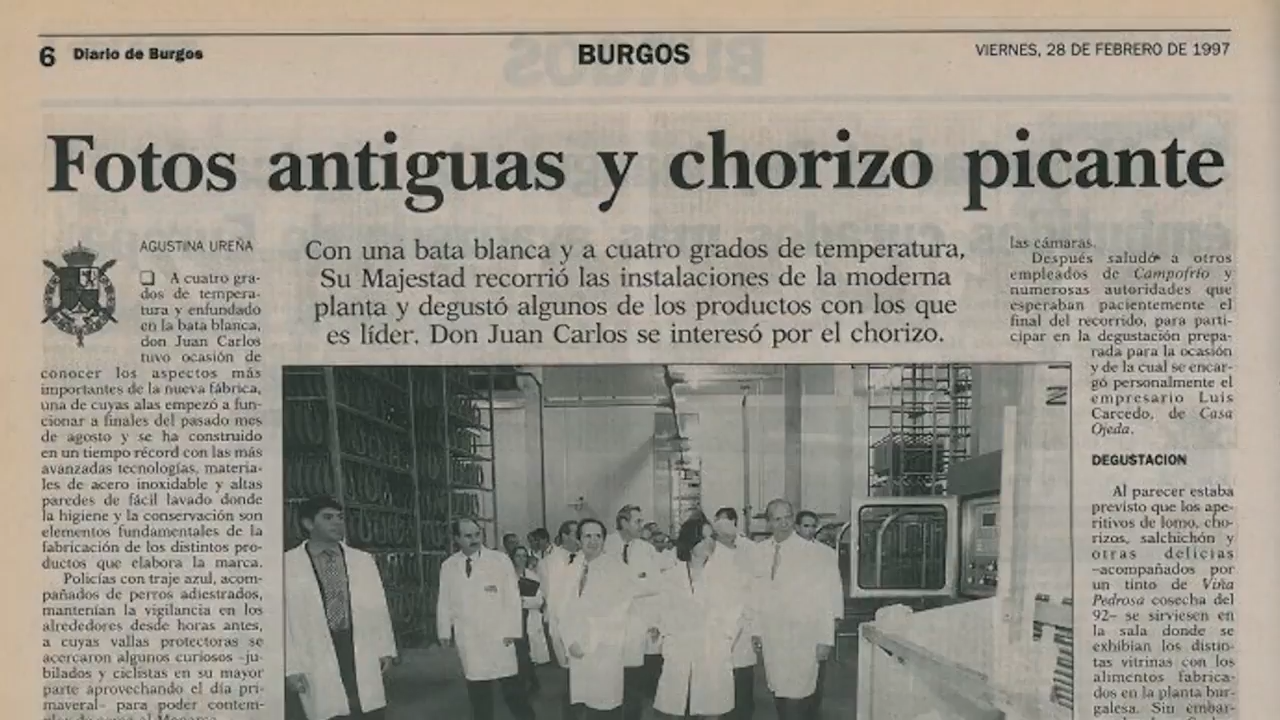 6 Diario de Burgos
BURGOS
VIERNES, 28 DE FEBRERO DE 1997
Fotos antiguas y chorizo picante
AGUSTINA UREÑA
❑ A cuatro gra-
dos de tempera-
tura y enfundado
en la bata blanca,
don Juan Carlos
tuvo ocasión de
conocer los aspectos más
importantes de la nueva fábrica,
una de cuyas alas empezó a fun-
cionar a finales del pasado mes
de agosto y se ha construido
en un tiempo récord con las más
avanzadas tecnologías, materia-
les de acero inoxidable y altas
paredes de fácil lavado donde
la higiene y la conservación son
elementos fundamentales de la
fabricación de los distintos pro-
ductos que elabora la marca.
Policías con traje azul, acom-
pañados de perros adiestrados,
mantenían la vigilancia en los
alrededores desde horas antes,
a cuyas vallas protectoras se
acercaron algunos curiosos -ju-
bilados y ciclistas en su mayor
parte aprovechando el día pri-
maveral- para poder contem-
Con una bata blanca y a cuatro grados de temperatura,
Su Majestad recorrió las instalaciones de la moderna
planta y degustó algunos de los productos con los que
es líder. Don Juan Carlos se interesó por el chorizo.
las cámaras.
Después saludó a otros
empleados de Campofrío y
numerosas autoridades que
esperaban pacientemente el
final del recorrido, para parti-
cipar en la degustación prepa-
rada para la ocasión
y de la cual se encar-
gó personalmente el
empresario Luis
Carcedo, de Casa
Ojeda.
DEGUSTACION
Al parecer estaba
previsto que los ape-
ritivos de lomo, cho-
rizos, salchichón y
otras delicias
–acompañados por
un tinto de Viña
Pedrosa cosecha del
92– se sirviesen en
la sala donde se
exhibían los distin-
tas vitrinas con los
alimentos fabrica-
dos en la planta bur-
galesa. Sin embar-